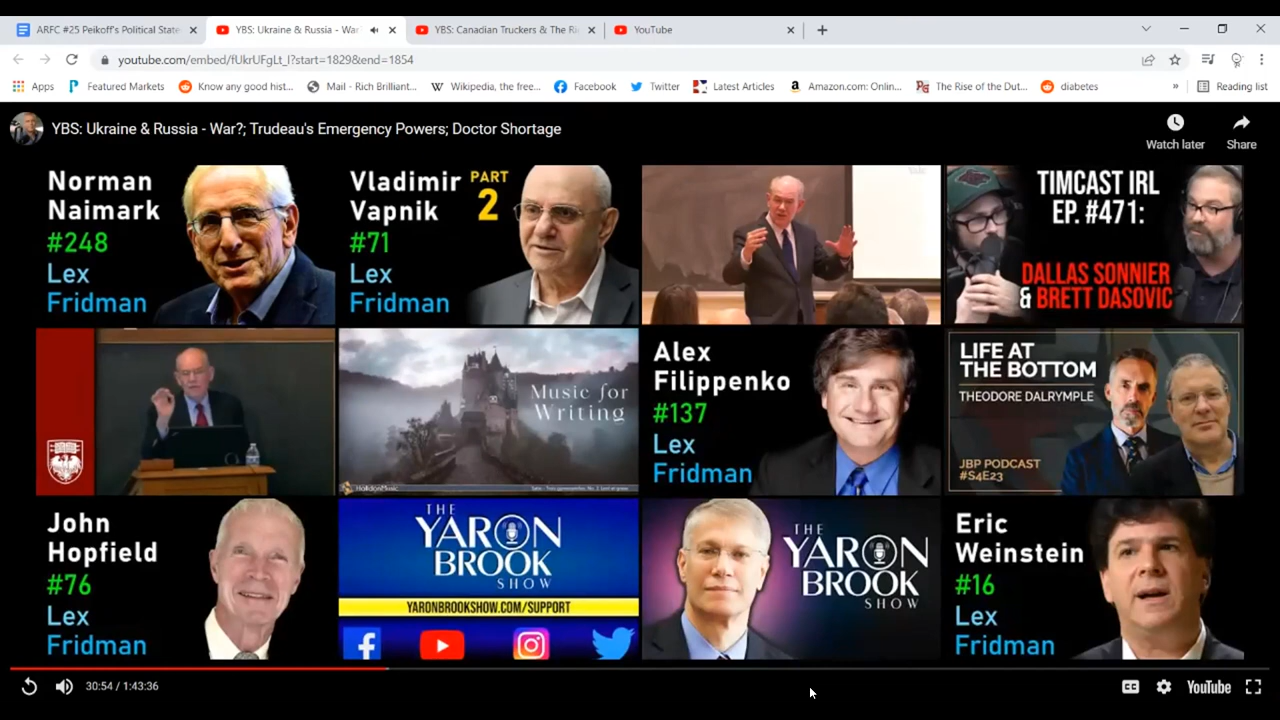 ARFC #25 Peikoff's Political State
YBS: Ukraine & Russia - War
YBS: Canadian Truckers & The Ri
YouTube
youtube.com/embed/fUkrUFgLt_I?start=1829&end=1854
Apps
Featured Markets
Know any good hist...
Mail - Rich Brilliant...
Wikipedia, the free...
Facebook
Twitter
Latest Articles
Amazon.com: Onlin...
The Rise of the Dut...
diabetes
»
Reading list
YBS: Ukraine & Russia - War?; Trudeau's Emergency Powers; Doctor Shortage
Watch later
Share
Norman
Naimark
#248
Lex
Fridman
Vladimir
Vapnik
PART
2
#71
Lex
Fridman
TIMCAST IRL
EP. #471:
DALLAS SONNIER
& BRETT DASOVIC
Music for
Writing
Alex
Filippenko
#137
Lex
Fridman
LIFE AT
THE BOTTOM
THEODORE DALRYMPLE
JBP PODCAST
#S4E23
John
Hopfield
#76
Lex
Fridman
THE
YARON
BROOK
SHOW
YARONBROOKSHOW.COM/SUPPORT
THE
YARON
BROOK
SHOW
Eric
Weinstein
#16
Lex
Fridman
30:54 / 1:43:36
CC
YouTube